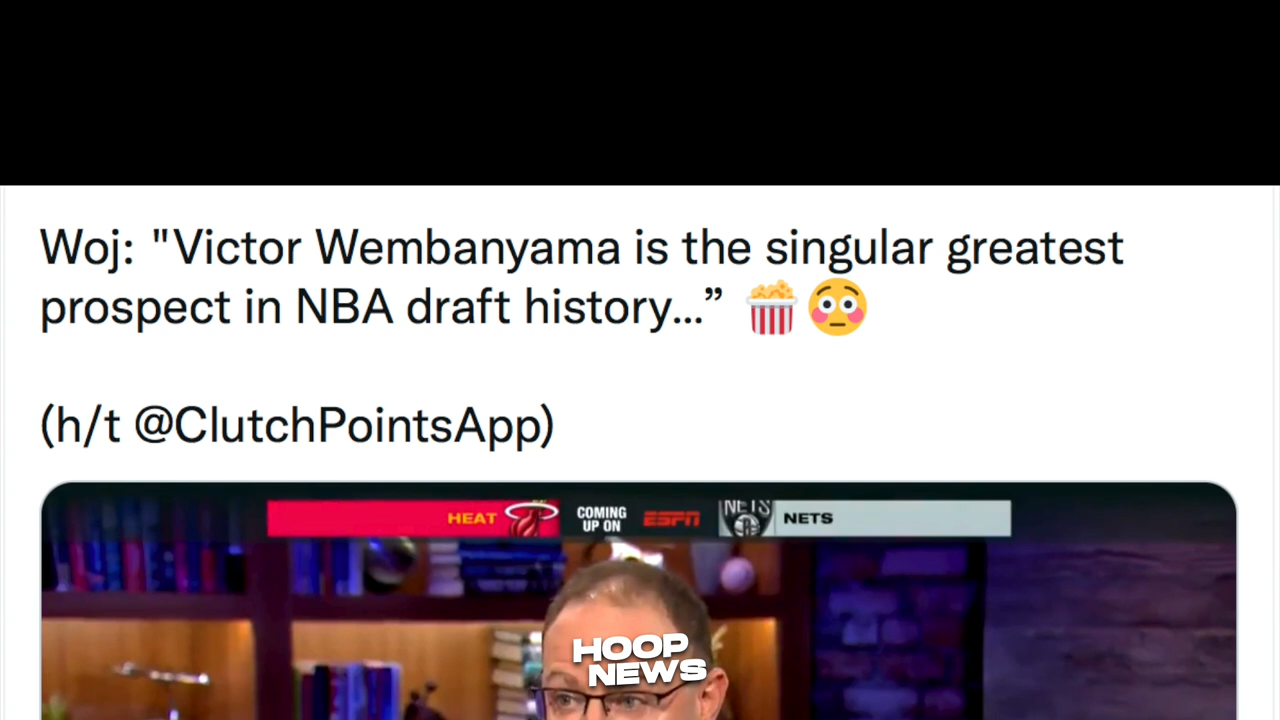 Woj: "Victor Wembanyama is the singular greatest
prospect in NBA draft history...” 🍿😳
(h/t @ClutchPointsApp)
HEAT COMING UP ON ESPN NETS NETS
HOOP
NEWS